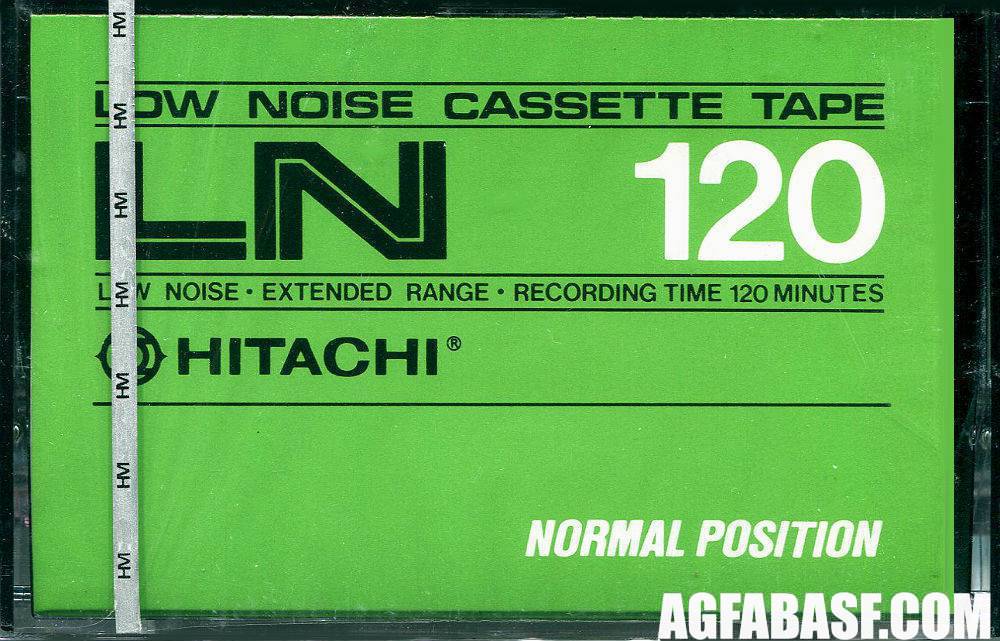 LOW NOISE CASSETTE TAPE
LN 120
LOW NOISE · EXTENDED RANGE · RECORDING TIME 120 MINUTES
HITACHI®
NORMAL POSITION
AGFABASF.COM
HM
HM
HM
HM
HM
HM
HM